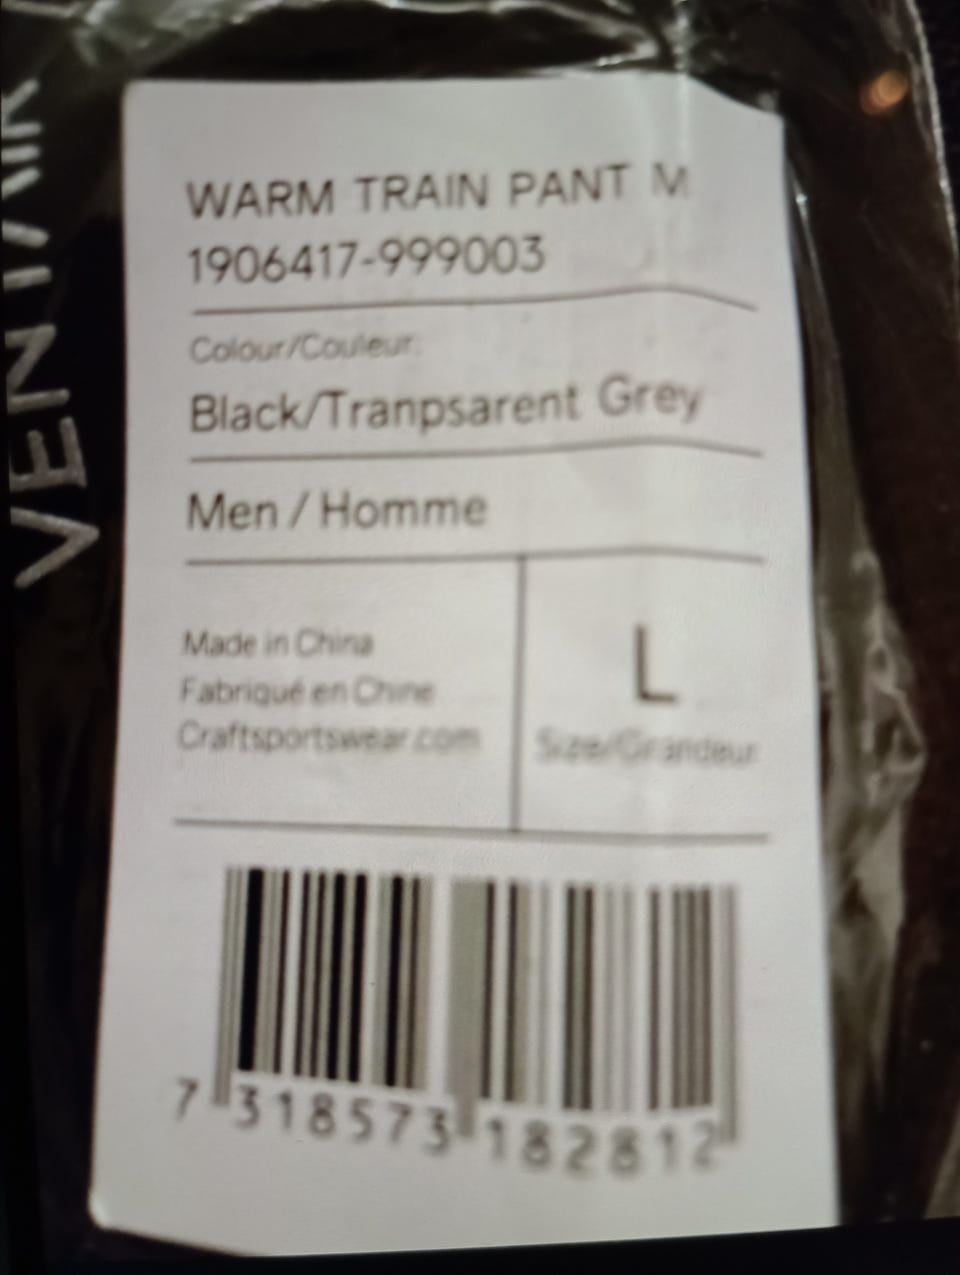 WARM TRAIN PANT M
1906417-999003
Colour/Couleur:
Black/Tranpsarent Grey
Men / Homme
Made in China
Fabriqué en Chine
Craftsportswear.com
L
Size/Grandeur
7 318573 182812